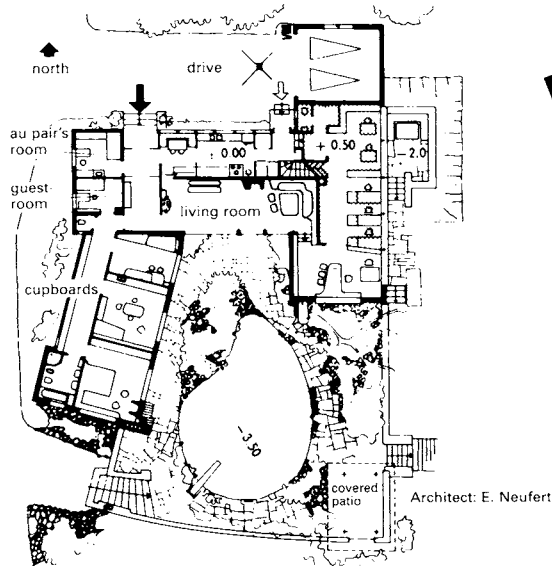 north
drive
au pair's
room
± 0.00
+ 0.50
2.0
guest-
room
living room
cupboards
– 3.50
covered
patio
Architect: E. Neufert